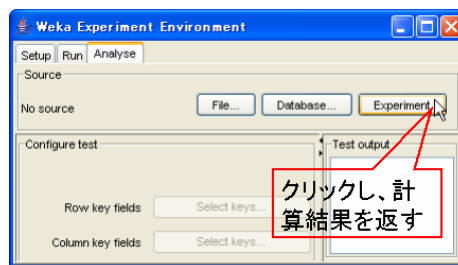 Weka Experiment Environment
Setup Run Analyse
Source
No source File... Database... Experiment
Configure test Test output
クリックし、計
算結果を返す
Row key fields Select keys...
Column key fields Select keys...